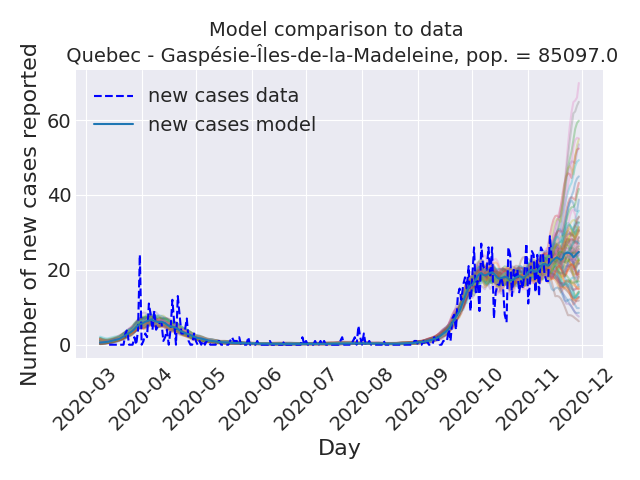 Model comparison to data
Quebec - Gaspésie-Îles-de-la-Madeleine, pop. = 85097.0
new cases data
new cases model
Number of new cases reported
60
40
20
0
2020-03
2020-04
2020-05
2020-06
2020-07
2020-08
2020-09
2020-10
2020-11
2020-12
Day